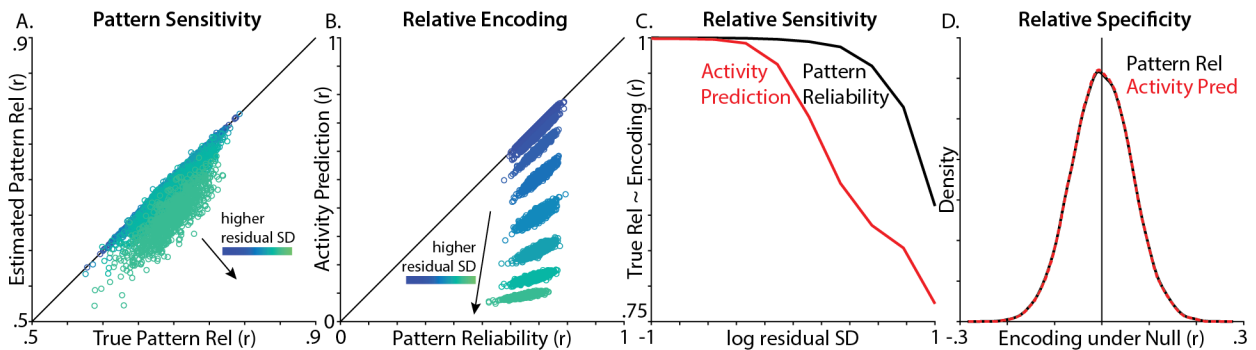 A.
Pattern Sensitivity
.9
Estimated Pattern Rel (r)
higher
residual SD
.5
.5
True Pattern Rel (r)
.9
B.
Relative Encoding
1
Activity Prediction (r)
higher
residual SD
0
0
Pattern Reliability (r)
1
C.
Relative Sensitivity
1
True Rel ~ Encoding (r)
Activity
Prediction
Pattern
Reliability
.75
-1
log residual SD
1
D.
Relative Specificity
Density
Pattern Rel
Activity Pred
-.3
Encoding under Null (r)
.3